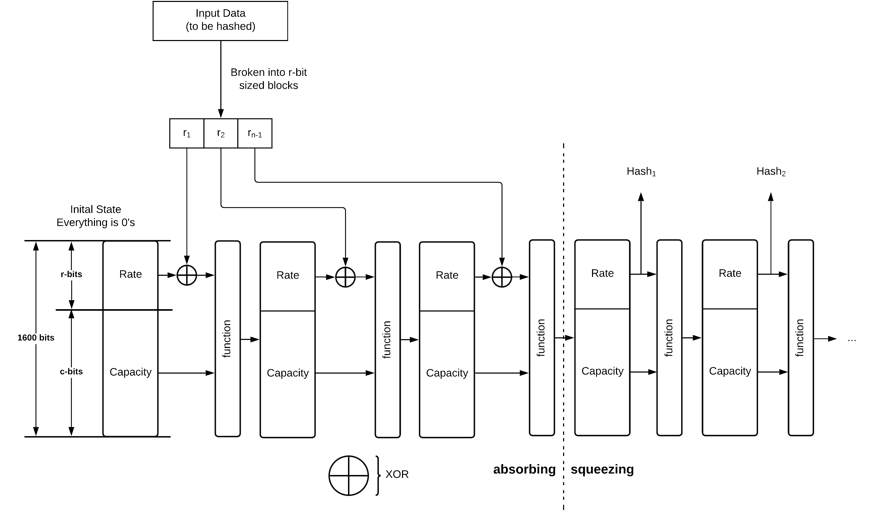 Input Data
(to be hashed)
Broken into r-bit
sized blocks
r1 r2 rn-1
Inital State
Everything is 0's
Hash1
Hash2
1600 bits
r-bits
c-bits
Rate
Capacity
function
Rate
Capacity
function
Rate
Capacity
function
Rate
Capacity
function
Rate
Capacity
function
...
XOR
absorbing
squeezing